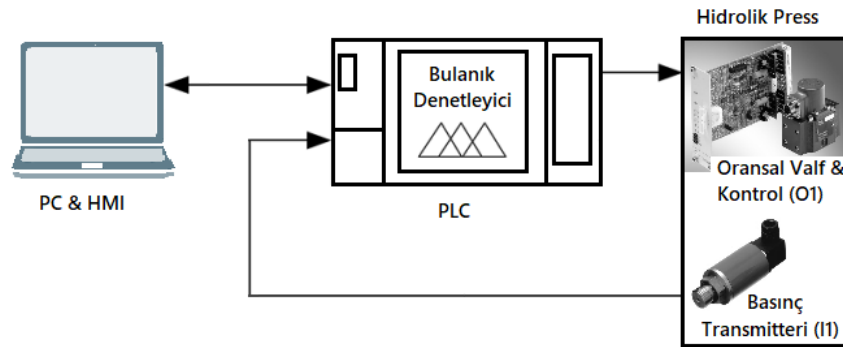 Hidrolik Press
Bulanık
Denetleyici
Oransal Valf &
Kontrol (O1)
PC & HMI
PLC
Basınç
Transmitteri (I1)